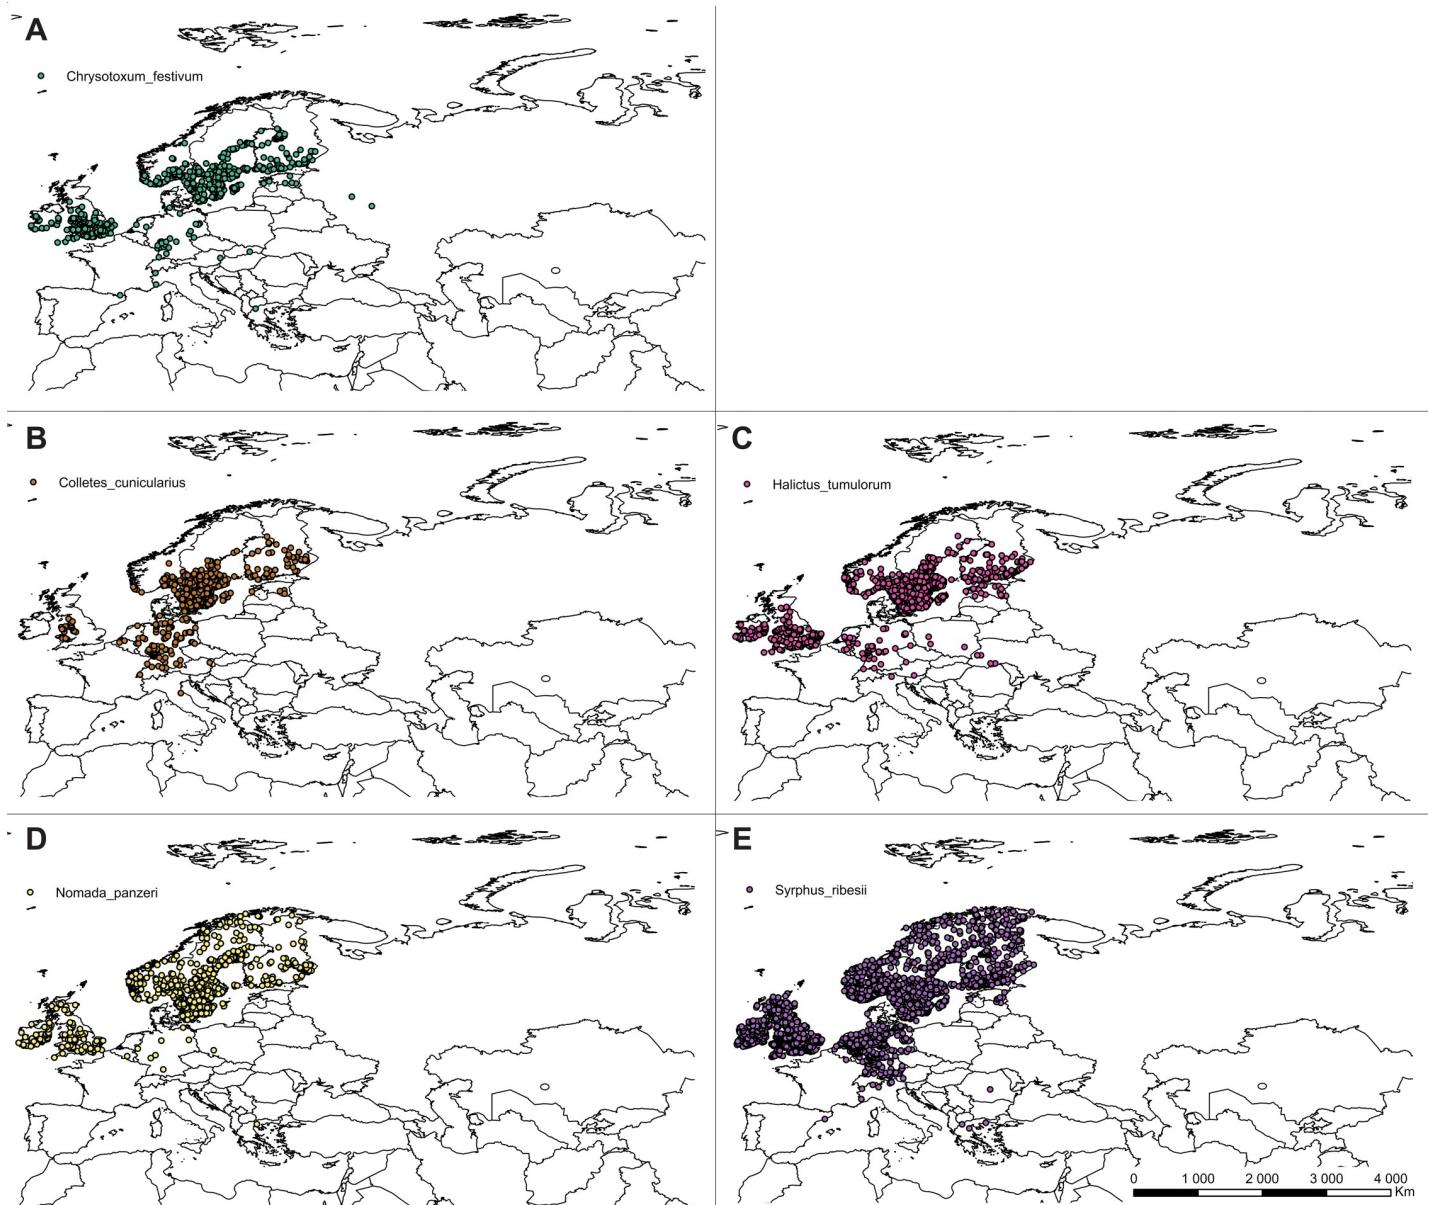 A
Chrysotoxum_festivum
B
Colletes_cunicularius
C
Halictus_tumulorum
D
Nomada_panzeri
E
Syrphus_ribesii
0 1 000 2 000 3 000 4 000
Km